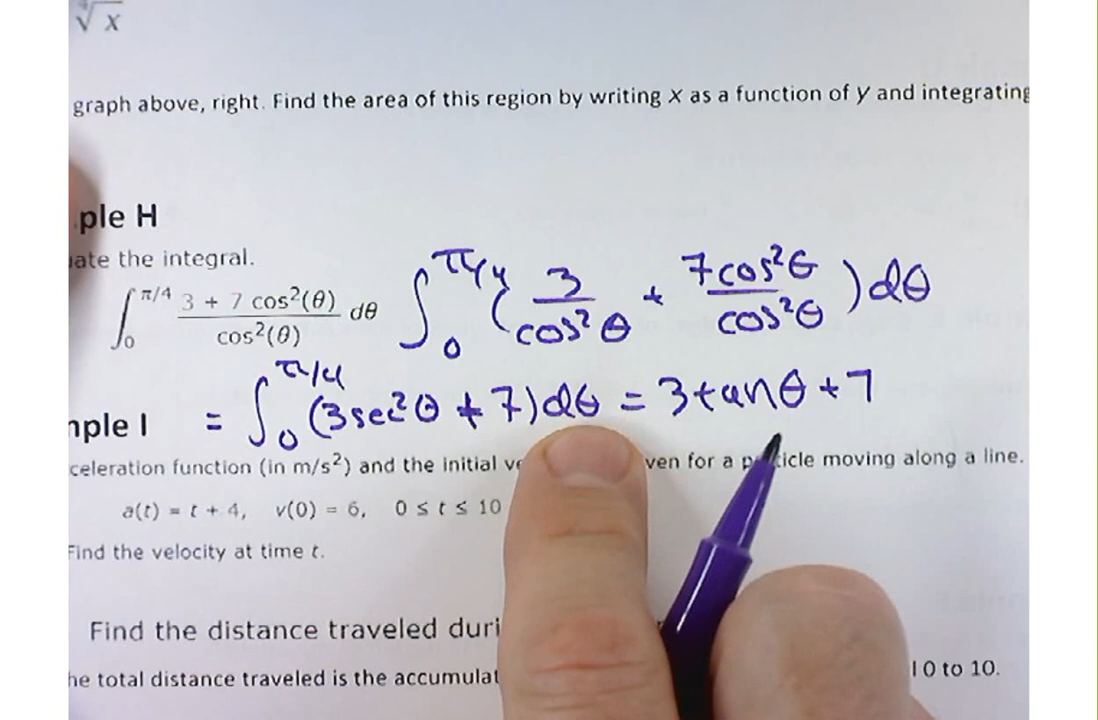 ∜x
graph above, right. Find the area of this region by writing x as a function of y and integrating
ple H
ate the integral.
∫₀^{π/4} (3 + 7 cos²(θ))/(cos²(θ)) dθ ∫₀^{π/4} (3/(cos²θ) + (7cos²θ)/(cos²θ)) dθ
= ∫₀^{π/4} (3sec²θ + 7)dθ = 3tanθ + 7
ple I
celeration function (in m/s²) and the initial ven for a particle moving along a line.
a(t) = t + 4, v(0) = 6, 0 ≤ t ≤ 10
Find the velocity at time t.
Find the distance traveled duri
he total distance traveled is the accumulat 0 to 10.